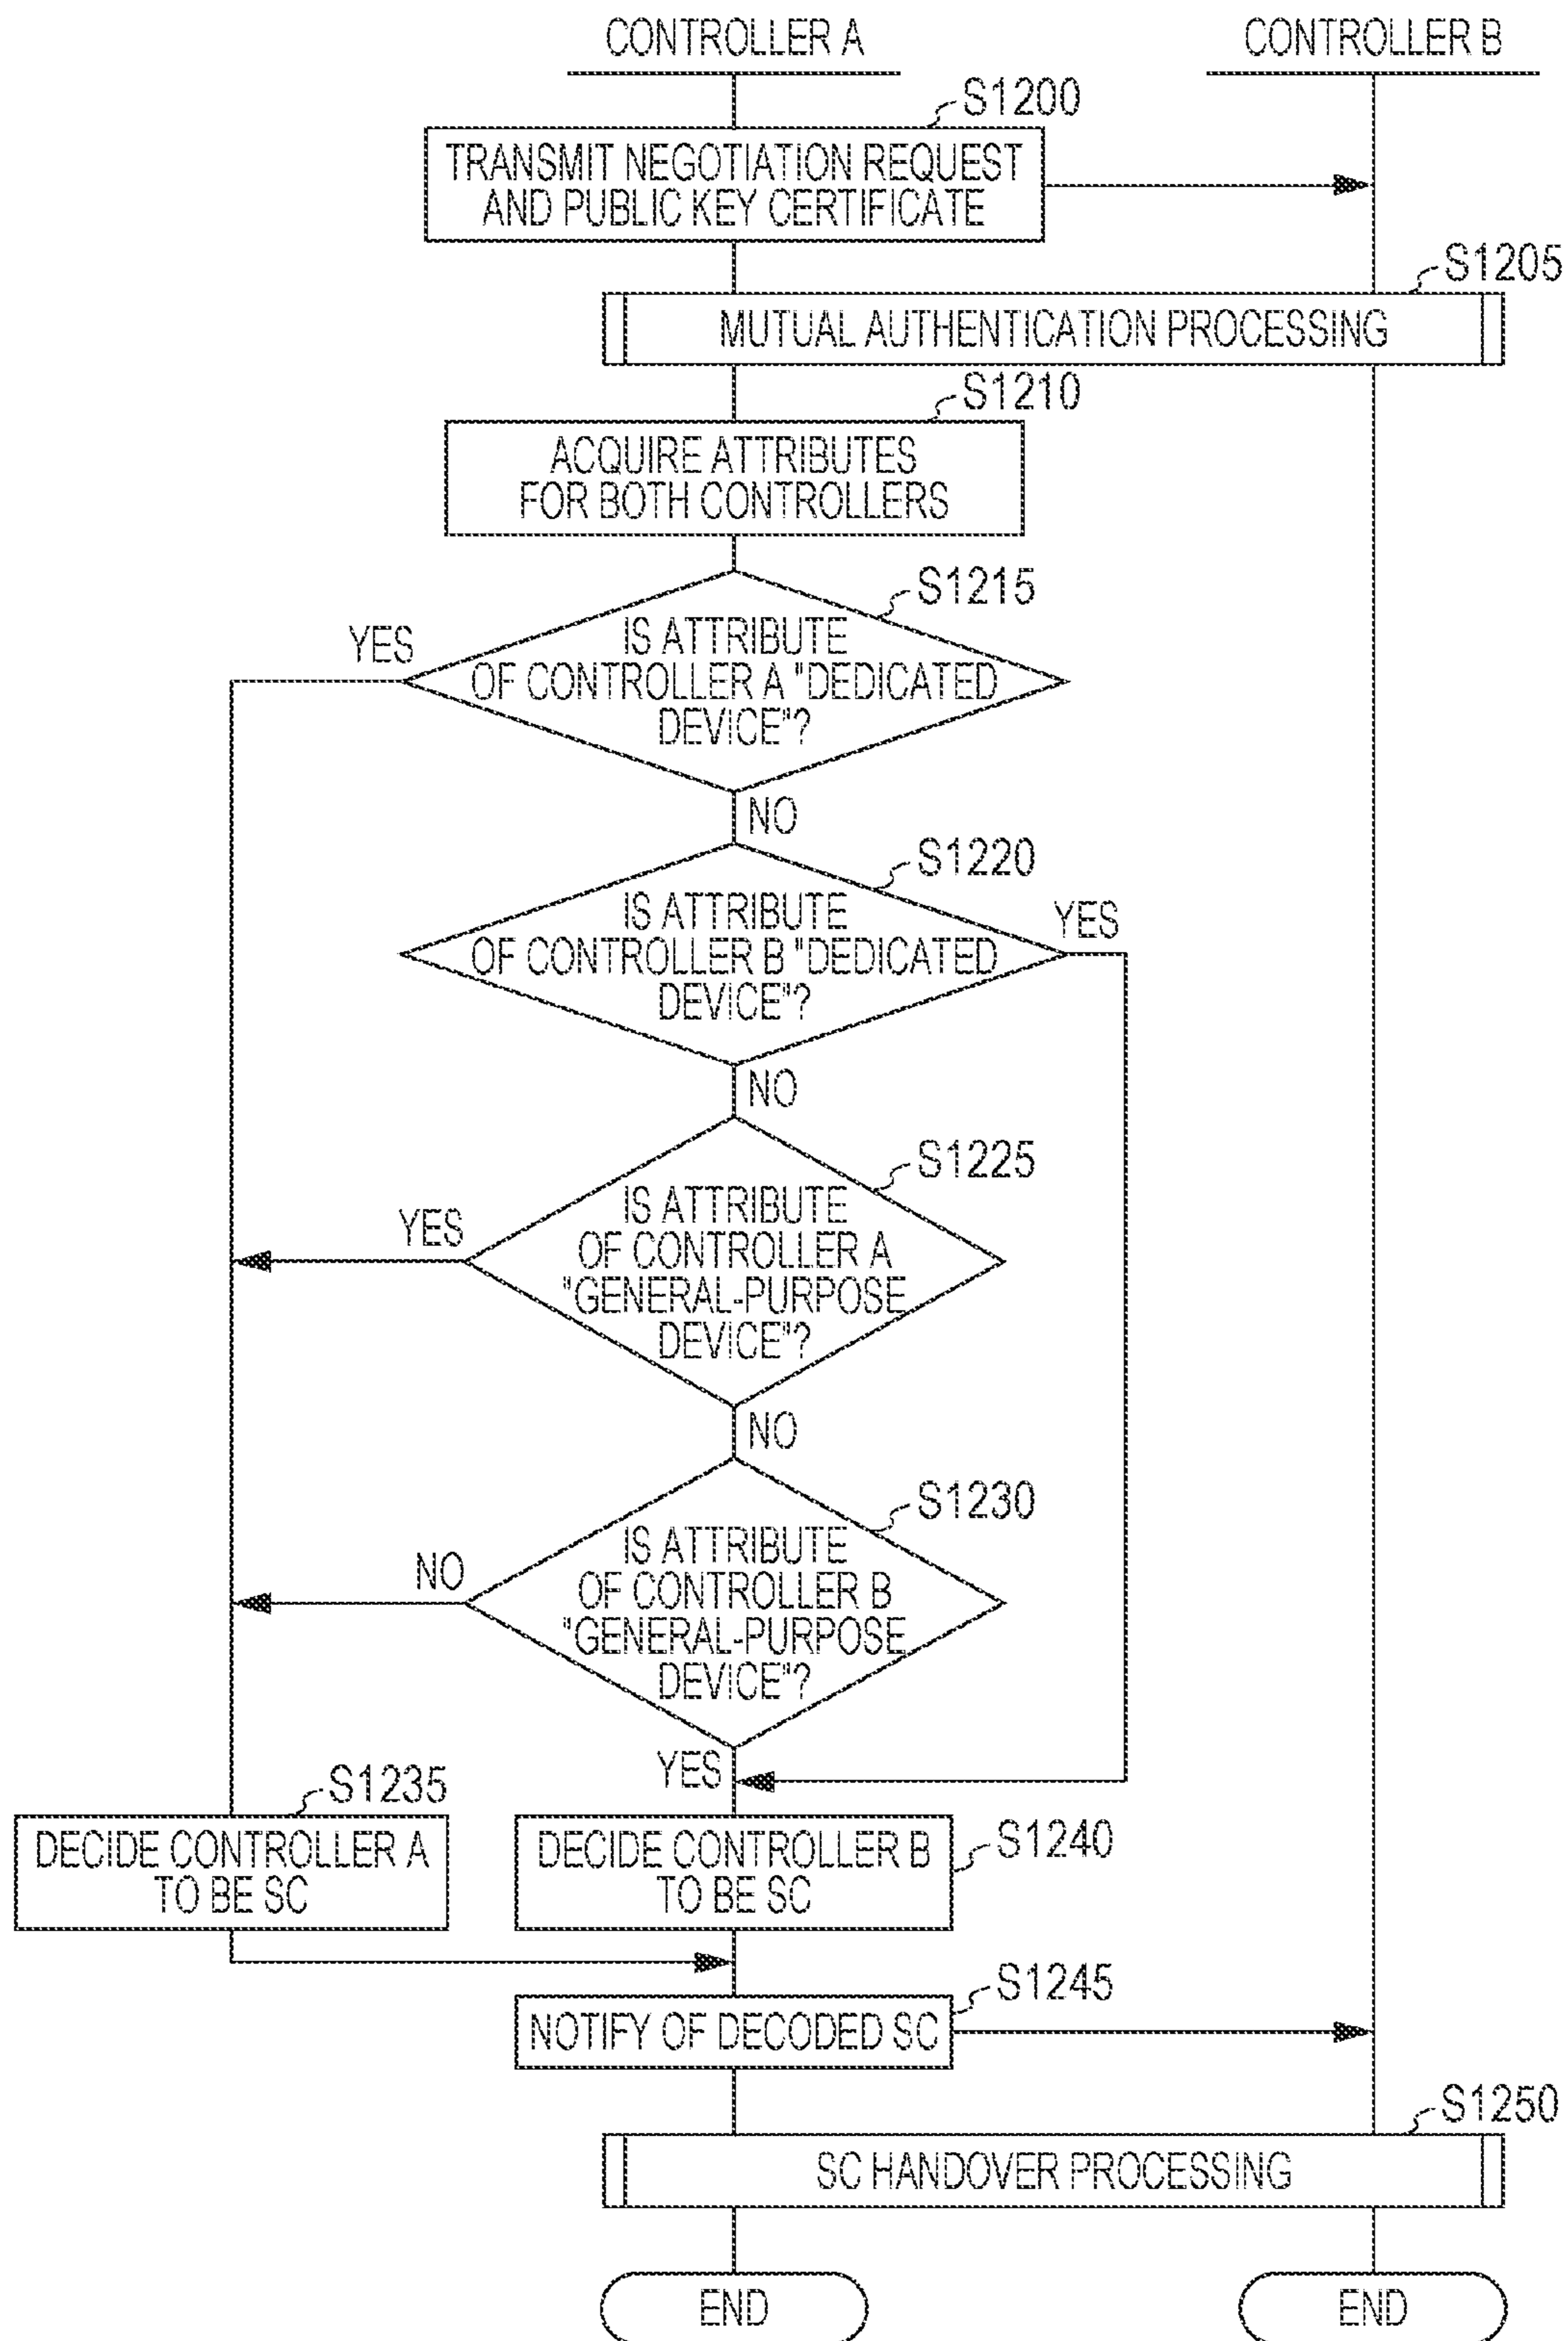 CONTROLLER A
CONTROLLER B
S1200
TRANSMIT NEGOTIATION REQUEST
AND PUBLIC KEY CERTIFICATE
S1205
MUTUAL AUTHENTICATION PROCESSING
S1210
ACQUIRE ATTRIBUTES
FOR BOTH CONTROLLERS
S1215
YES
IS ATTRIBUTE
OF CONTROLLER A "DEDICATED
DEVICE"?
NO
S1220
YES
IS ATTRIBUTE
OF CONTROLLER B "DEDICATED
DEVICE"?
NO
S1225
YES
IS ATTRIBUTE
OF CONTROLLER A
"GENERAL-PURPOSE
DEVICE"?
NO
S1230
NO
IS ATTRIBUTE
OF CONTROLLER B
"GENERAL-PURPOSE
DEVICE"?
YES
S1235
DECIDE CONTROLLER A
TO BE SC
S1240
DECIDE CONTROLLER B
TO BE SC
S1245
NOTIFY OF DECODED SC
S1250
SC HANDOVER PROCESSING
END
END